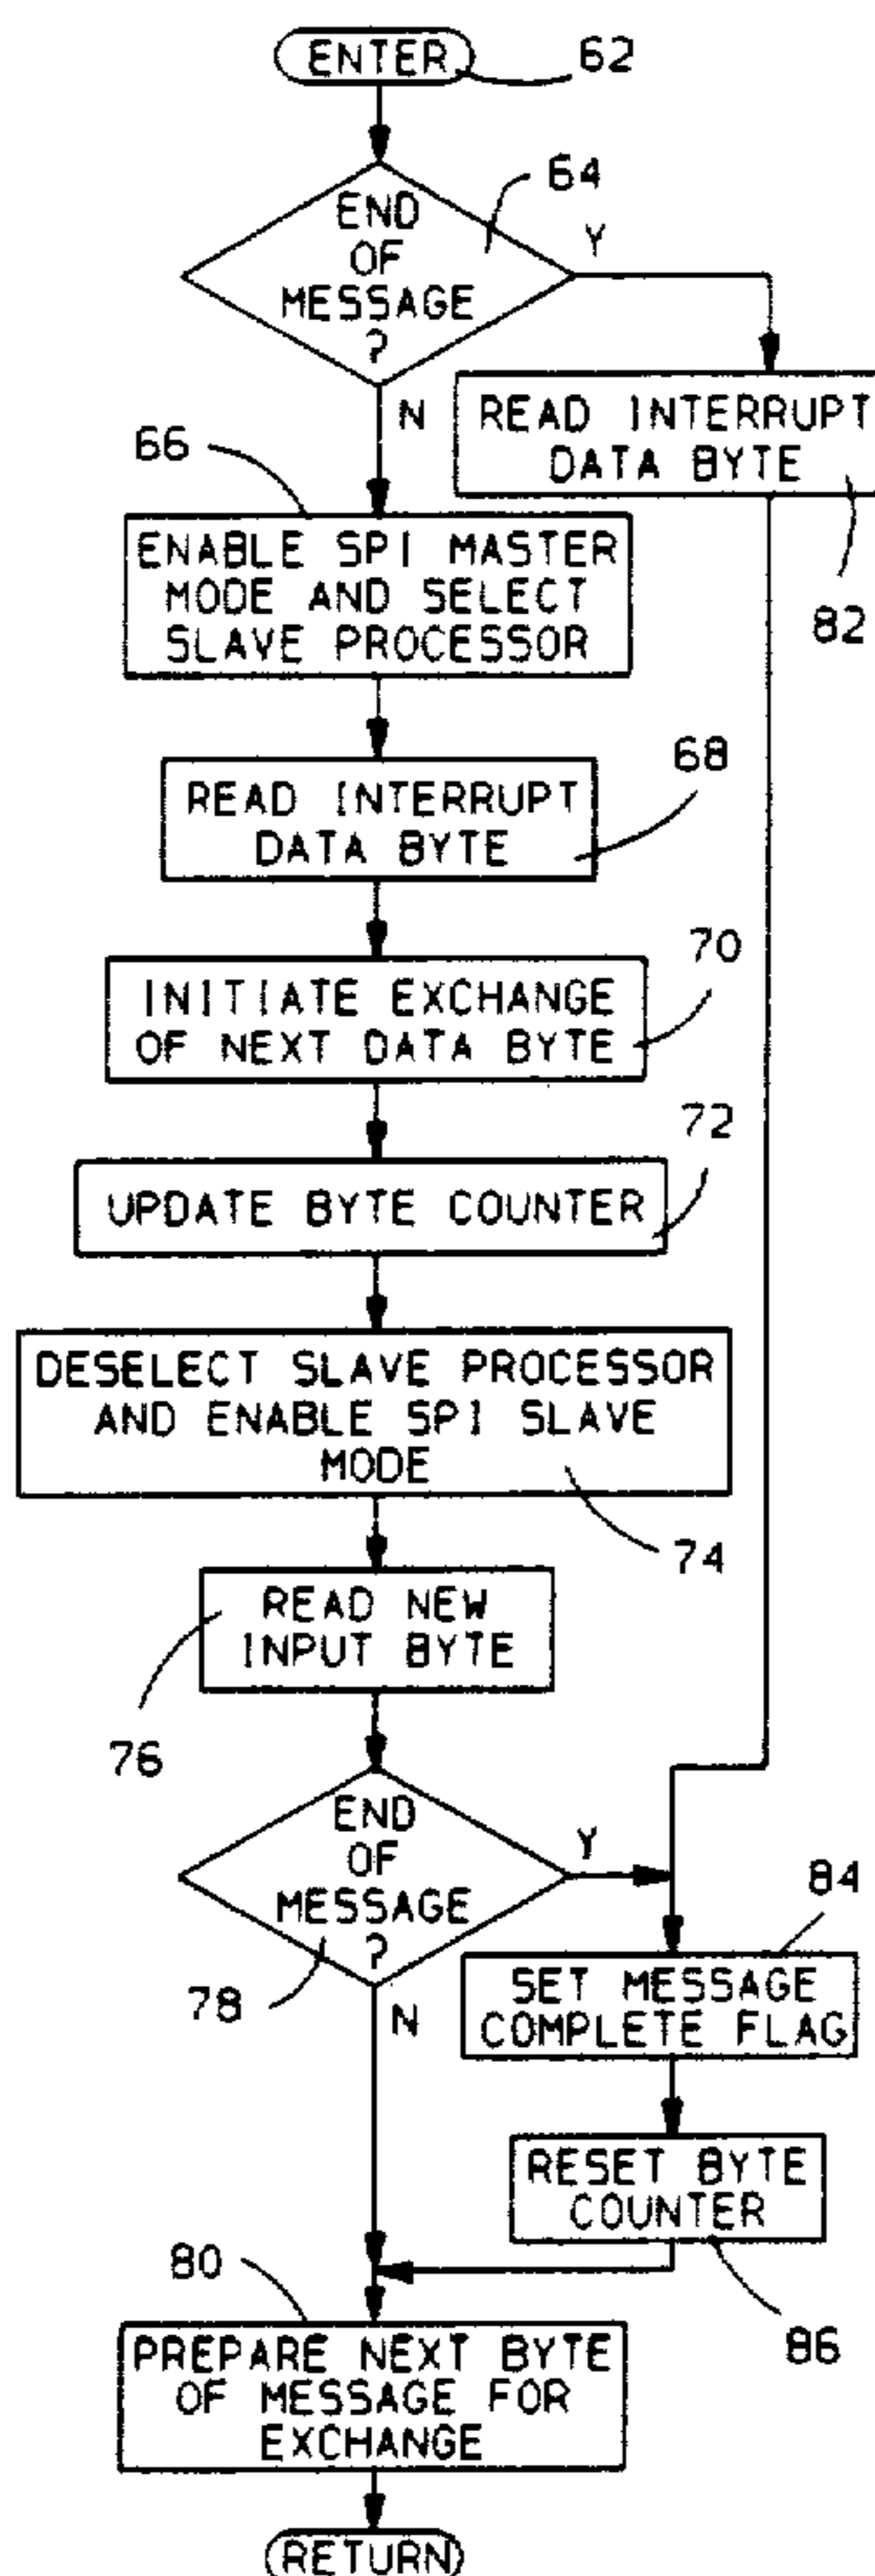 ENTER
62
64
END
OF
MESSAGE
?
Y
N
READ INTERRUPT
DATA BYTE
82
66
ENABLE SPI MASTER
MODE AND SELECT
SLAVE PROCESSOR
68
READ INTERRUPT
DATA BYTE
70
INITIATE EXCHANGE
OF NEXT DATA BYTE
72
UPDATE BYTE COUNTER
DESELECT SLAVE PROCESSOR
AND ENABLE SPI SLAVE
MODE
74
READ NEW
INPUT BYTE
76
END
OF
MESSAGE
?
Y
78
N
84
SET MESSAGE
COMPLETE FLAG
RESET BYTE
COUNTER
86
80
PREPARE NEXT BYTE
OF MESSAGE FOR
EXCHANGE
RETURN